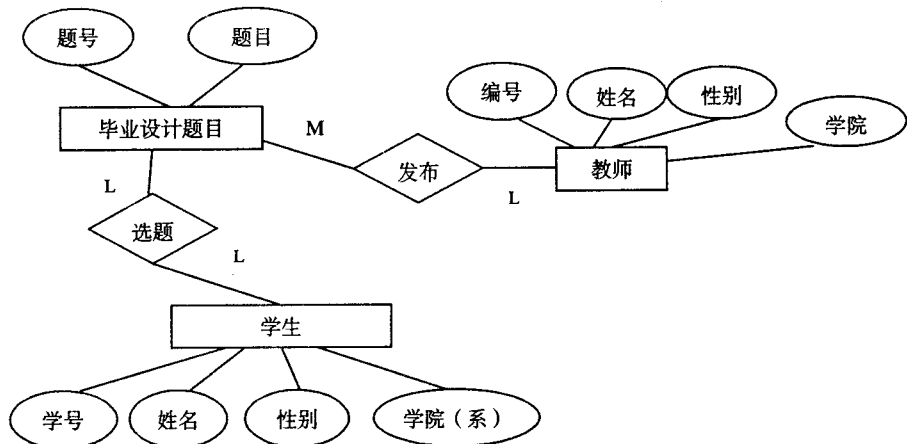 题号
题目
编号
姓名
性别
学院
毕业设计题目
M
发布
教师
L
L
选题
L
学生
学号
姓名
性别
学院（系）